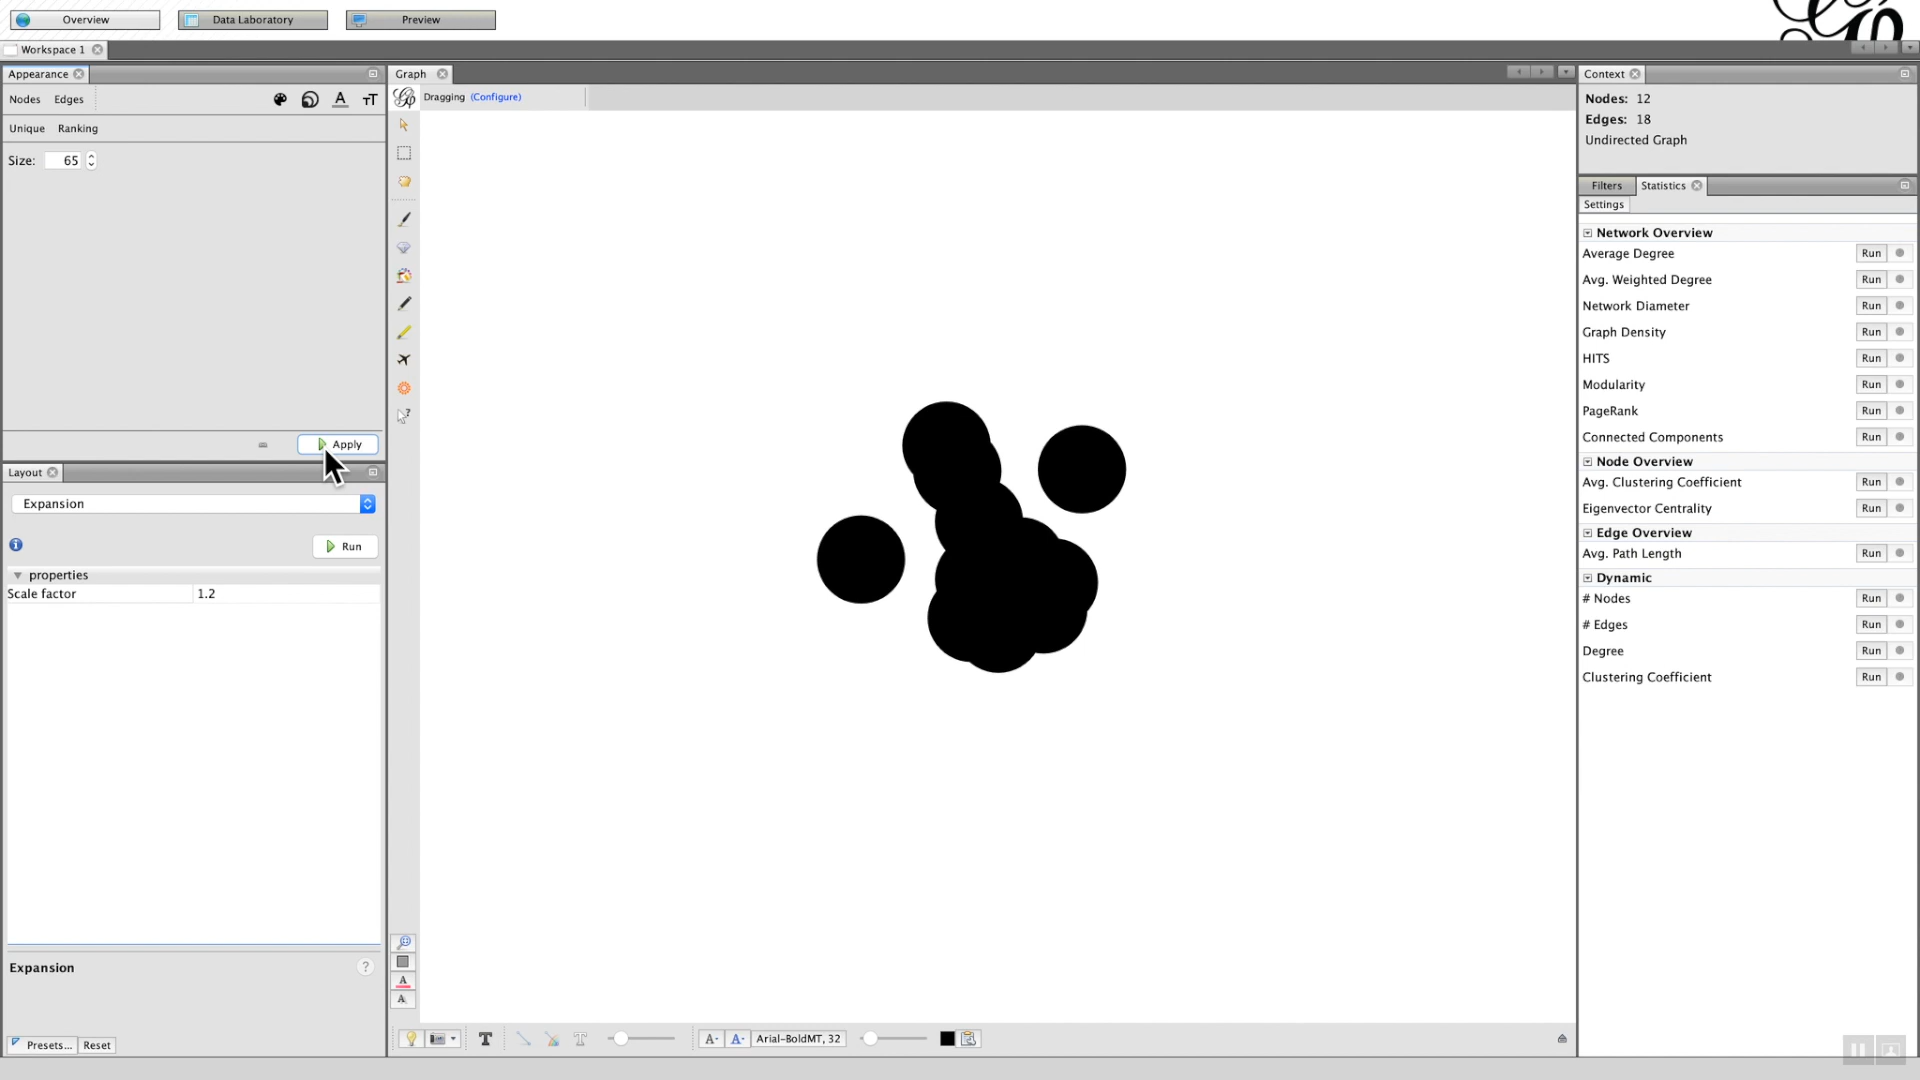 Overview Data Laboratory Preview
Workspace 1
Appearance
Nodes Edges A TT
Unique Ranking
Size: 65
Apply
Layout
Expansion
Run
properties
Scale factor 1.2
Expansion ?
Presets... Reset
Graph
Dragging (Configure)
A
A
T T A- A- Arial-BoldMT, 32
Context
Nodes: 12
Edges: 18
Undirected Graph
Filters Statistics
Settings
Network Overview
Average Degree Run
Avg. Weighted Degree Run
Network Diameter Run
Graph Density Run
HITS Run
Modularity Run
PageRank Run
Connected Components Run
Node Overview
Avg. Clustering Coefficient Run
Eigenvector Centrality Run
Edge Overview
Avg. Path Length Run
Dynamic
# Nodes Run
# Edges Run
Degree Run
Clustering Coefficient Run